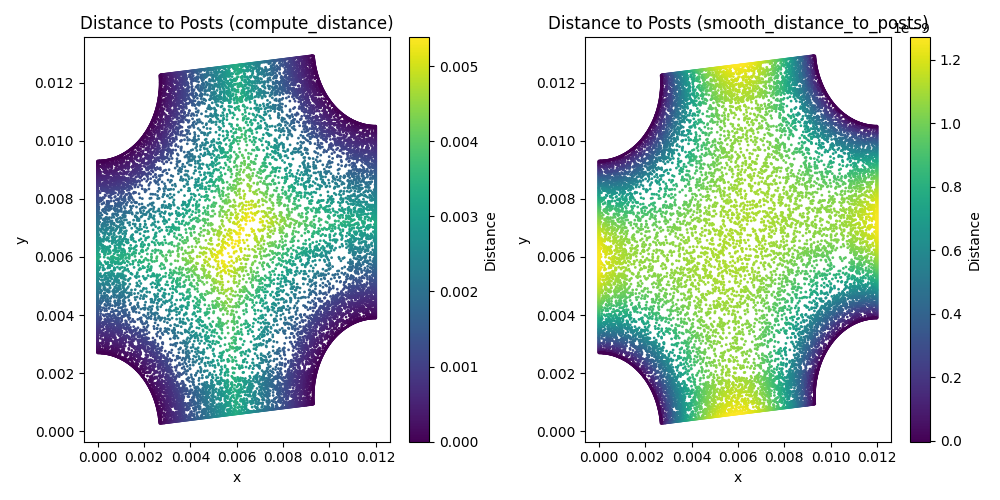 Distance to Posts (compute_distance)
y
0.012
0.010
0.008
0.006
0.004
0.002
0.000
0.000 0.002 0.004 0.006 0.008 0.010 0.012
x
0.005
0.004
0.003
0.002
0.001
0.000
Distance
Distance to Posts (smooth_distance_to_posts)
1e−9
y
0.012
0.010
0.008
0.006
0.004
0.002
0.000
0.000 0.002 0.004 0.006 0.008 0.010 0.012
x
1.2
1.0
0.8
0.6
0.4
0.2
0.0
Distance